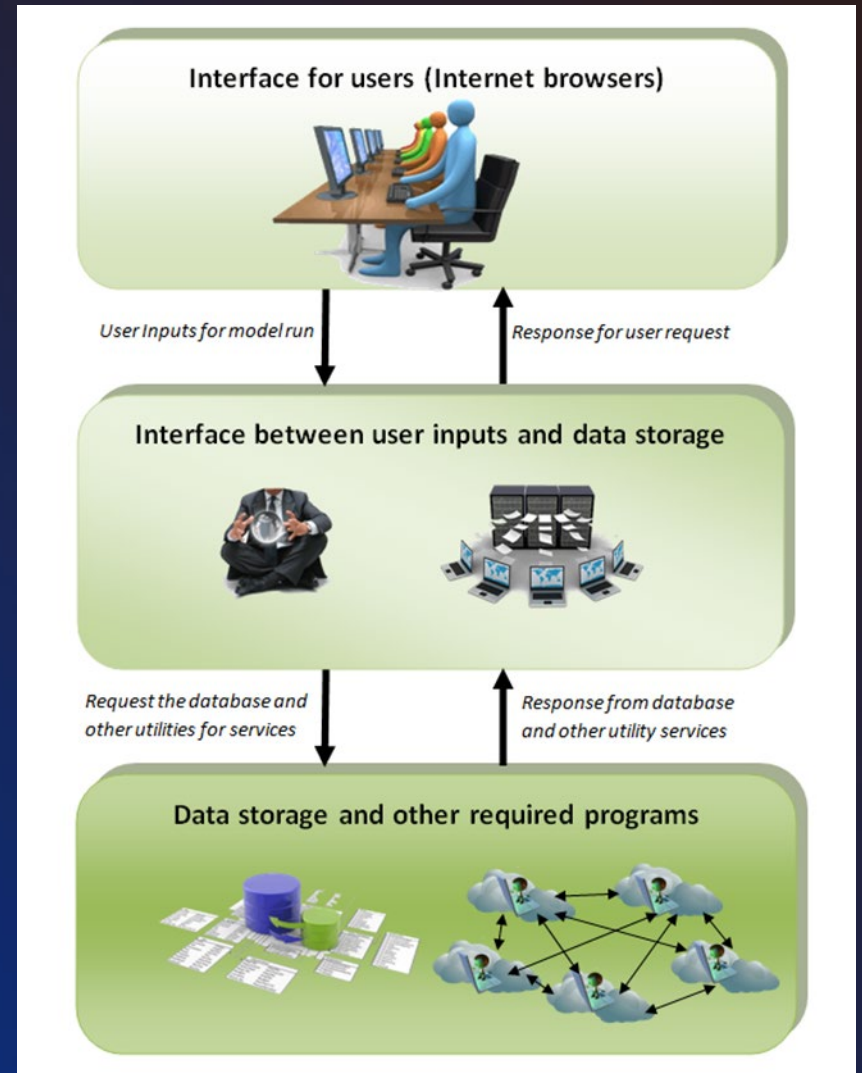 Interface for users (Internet browsers)
User Inputs for model run
Response for user request
Interface between user inputs and data storage
Request the database and
other utilities for services
Response from database
and other utility services
Data storage and other required programs